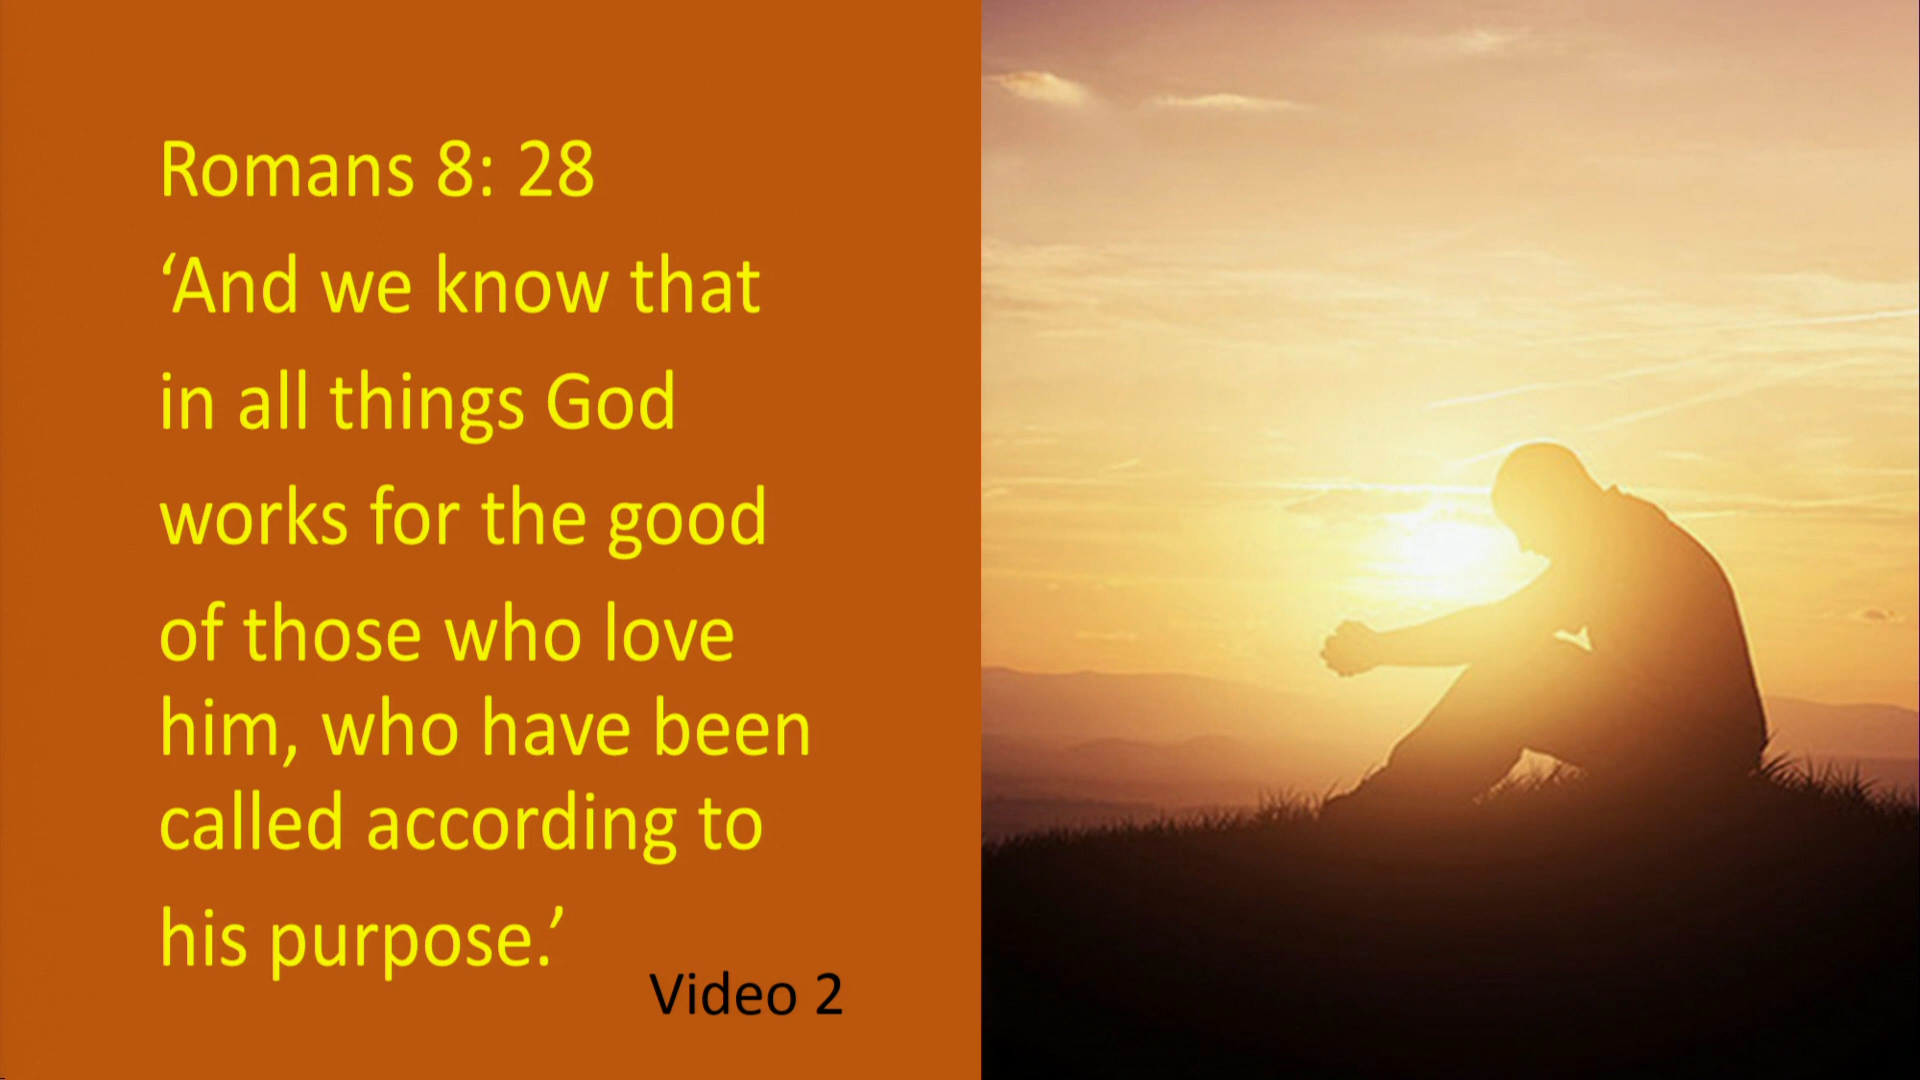 Romans 8: 28
‘And we know that
in all things God
works for the good
of those who love
him, who have been
called according to
his purpose.’
Video 2